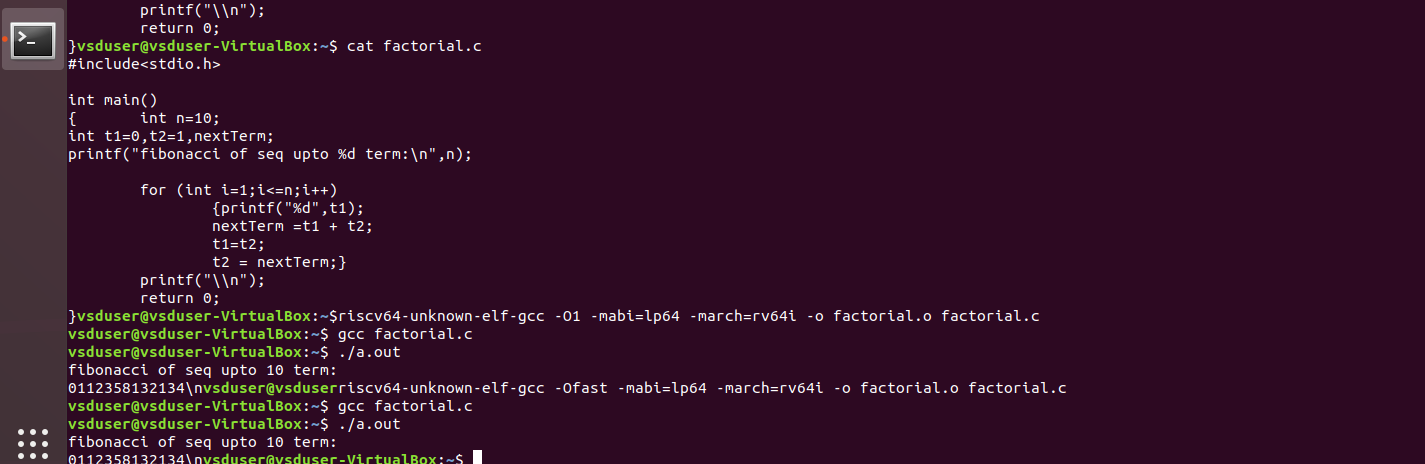 printf("\\n");
return 0;
}vsduser@vsduser-VirtualBox:~$ cat factorial.c
#include<stdio.h>
int main()
{       int n=10;
int t1=0,t2=1,nextTerm;
printf("fibonacci of seq upto %d term:\n",n);
for (int i=1;i<=n;i++)
{printf("%d",t1);
nextTerm =t1 + t2;
t1=t2;
t2 = nextTerm;}
printf("\\n");
return 0;
}vsduser@vsduser-VirtualBox:~$riscv64-unknown-elf-gcc -O1 -mabi=lp64 -march=rv64i -o factorial.o factorial.c
vsduser@vsduser-VirtualBox:~$ gcc factorial.c
vsduser@vsduser-VirtualBox:~$ ./a.out
fibonacci of seq upto 10 term:
0112358132134\nvsduser@vsduserriscv64-unknown-elf-gcc -Ofast -mabi=lp64 -march=rv64i -o factorial.o factorial.c
vsduser@vsduser-VirtualBox:~$ gcc factorial.c
vsduser@vsduser-VirtualBox:~$ ./a.out
fibonacci of seq upto 10 term:
0112358132134\nvsduser@vsduser-VirtualBox:~$